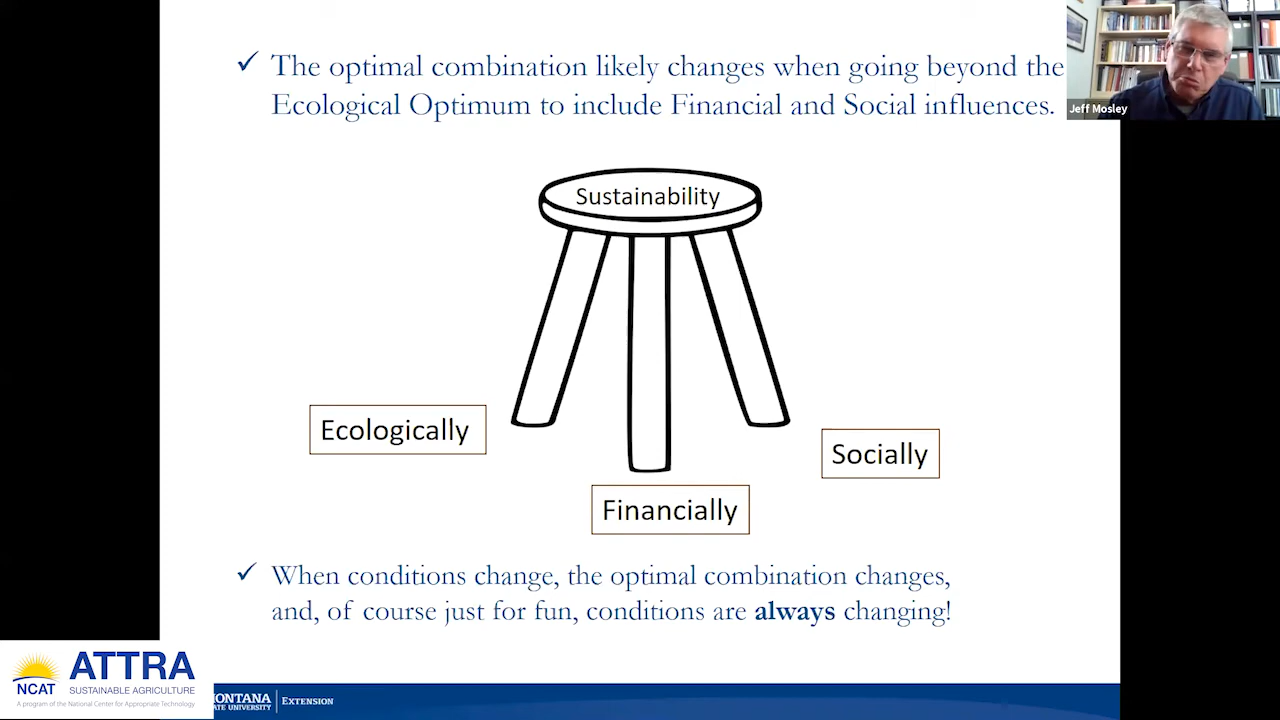 The optimal combination likely changes when going beyond the
Ecological Optimum to include Financial and Social influences.
Jeff Mosley
Sustainability
Ecologically
Socially
Financially
When conditions change, the optimal combination changes,
and, of course just for fun, conditions are always changing!
NCAT
ATTRA
SUSTAINABLE AGRICULTURE
A program of the National Center for Appropriate Technology
ONTANA
ATE UNIVERSITY
EXTENSION